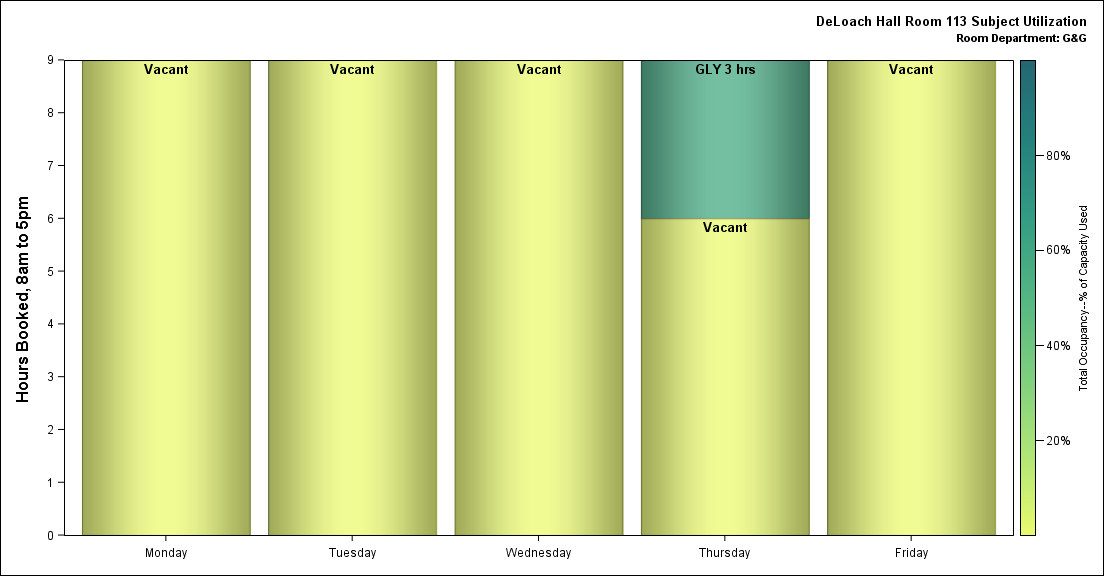 DeLoach Hall Room 113 Subject Utilization
Room Department: G&G
Hours Booked, 8am to 5pm
9
8
7
6
5
4
3
2
1
0
Vacant
Vacant
Vacant
GLY 3 hrs
Vacant
Vacant
Monday
Tuesday
Wednesday
Thursday
Friday
80%
60%
40%
20%
Total Occupancy--% of Capacity Used